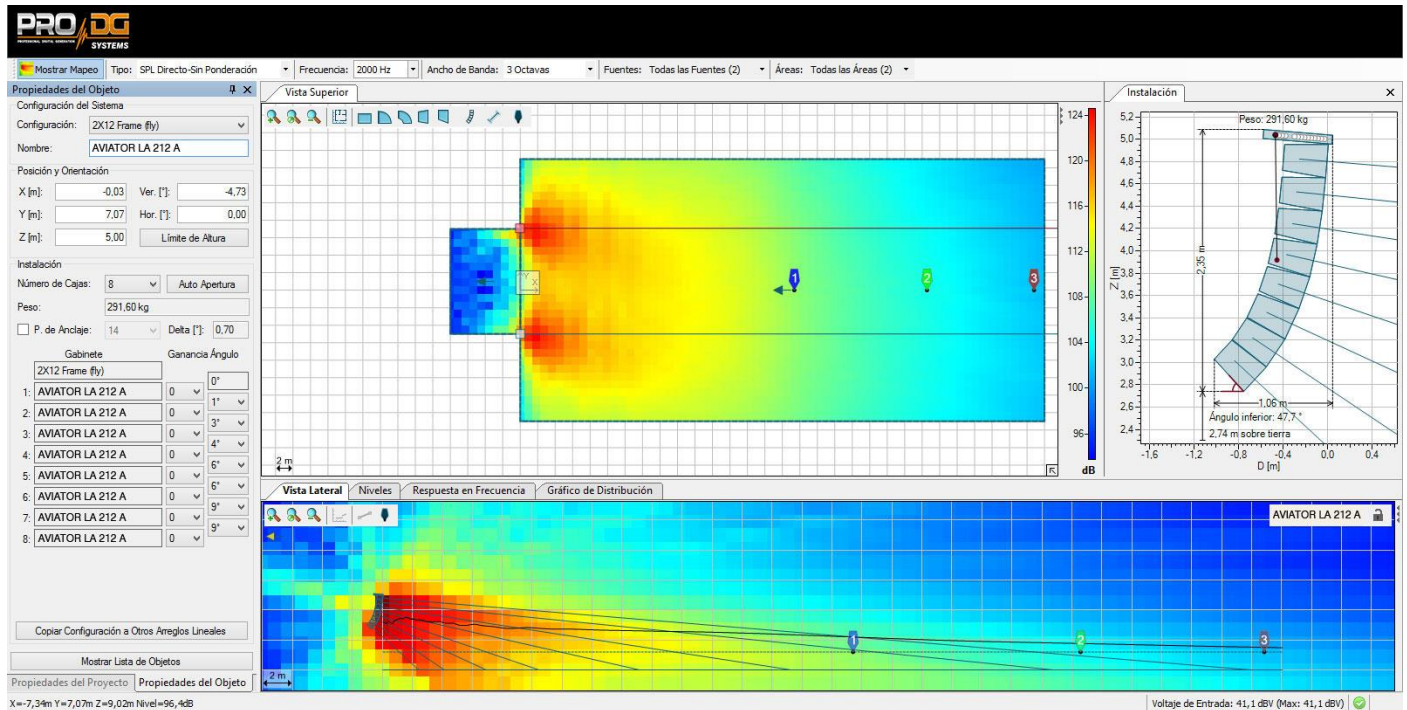 PRO DG
PROFESSIONAL DIGITAL GENERATION SYSTEMS
Mostrar Mapeo Tipo: SPL Directo-Sin Ponderación Frecuencia: 2000 Hz Ancho de Banda: 3 Octavas Fuentes: Todas las Fuentes (2) Áreas: Todas las Áreas (2)
Propiedades del Objeto
Configuración del Sistema
Configuración: 2X12 Frame (fly)
Nombre: AVIATOR LA 212 A
Posición y Orientación
X [m]: -0,03 Ver. [°]: -4,73
Y [m]: 7,07 Hor. [°]: 0.00
Z [m]: 5,00 Límite de Altura
Instalación
Número de Cajas: 8 Auto Apertura
Peso: 291,60 kg
P. de Anclaje: 14 Delta [°]: 0,70
Gabinete Ganancia Ángulo
2X12 Frame (fly)
0°
1: AVIATOR LA 212 A 0
1°
2: AVIATOR LA 212 A 0
3°
3: AVIATOR LA 212 A 0
4°
4: AVIATOR LA 212 A 0
6°
5: AVIATOR LA 212 A 0
6°
6: AVIATOR LA 212 A 0
9°
7: AVIATOR LA 212 A 0
9°
8: AVIATOR LA 212 A 0
Copiar Configuración a Otros Arreglos Lineales
Mostrar Lista de Objetos
Propiedades del Proyecto Propiedades del Objeto
Vista Superior
Y
X
1
2
3
2 m
124
120
116
112
108
104
100
96
dB
Instalación
Peso: 291,60 kg
5,2
5,0
4,8
4,6
4,4
4,2
4,0
3,8
3,6
3,4
3,2
3,0
2,8
2,6
2,4
Z [m]
2,35 m
1,06 m
Ángulo inferior: 47,7.°
2,74 m sobre tierra
-1,6 -1,2 -0,8 -0,4 0,0 0,4
D [m]
Vista Lateral Niveles Respuesta en Frecuencia Gráfico de Distribución
AVIATOR LA 212 A
1
2
3
2 m
X=-7,34m Y=7,07m Z=9,02m Nivel=96,4dB
Voltaje de Entrada: 41,1 dBV (Max: 41,1 dBV)